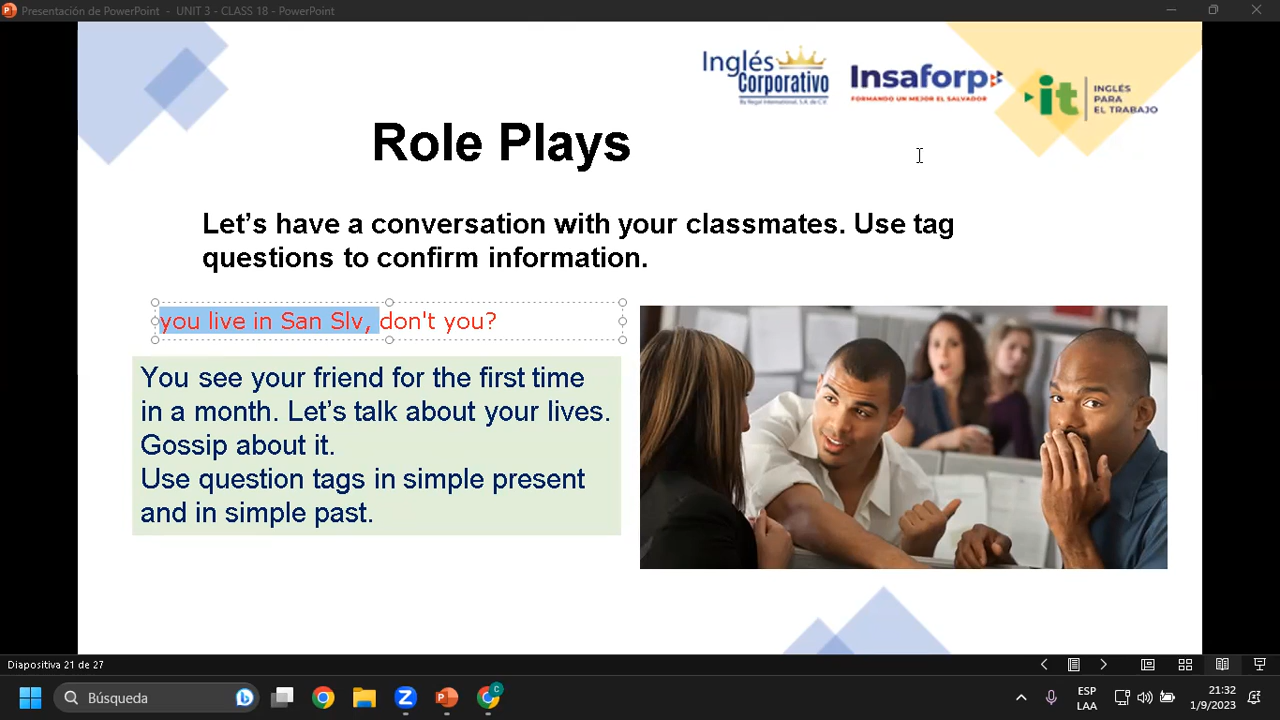 Presentación de PowerPoint - UNIT 3 - CLASS 18 - PowerPoint
Inglés
Corporativo
By Regal International, S.A. de C.V.
Insaforp
FORMANDO UN MEJOR EL SALVADOR
it
INGLÉS
PARA
EL TRABAJO
Role Plays
Let's have a conversation with your classmates. Use tag
questions to confirm information.
you live in San Slv, don't you?
You see your friend for the first time
in a month. Let's talk about your lives.
Gossip about it.
Use question tags in simple present
and in simple past.
Diapositiva 21 de 27
Búsqueda
C
ESP
LAA
21:32
1/9/2023